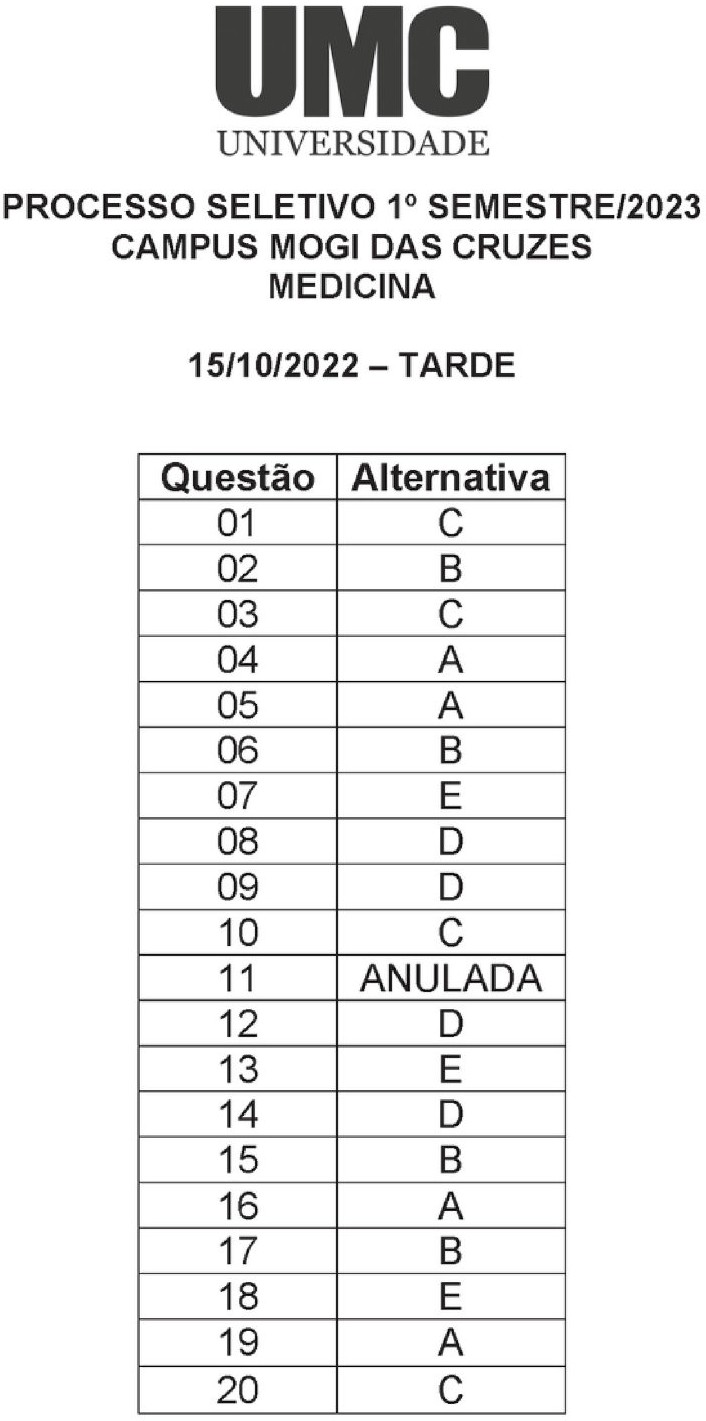 UMC
UNIVERSIDADE
PROCESSO SELETIVO 1º SEMESTRE/2023
CAMPUS MOGI DAS CRUZES
MEDICINA
15/10/2022 – TARDE
Questão Alternativa
01 C
02 B
03 C
04 A
05 A
06 B
07 E
08 D
09 D
10 C
11 ANULADA
12 D
13 E
14 D
15 B
16 A
17 B
18 E
19 A
20 C